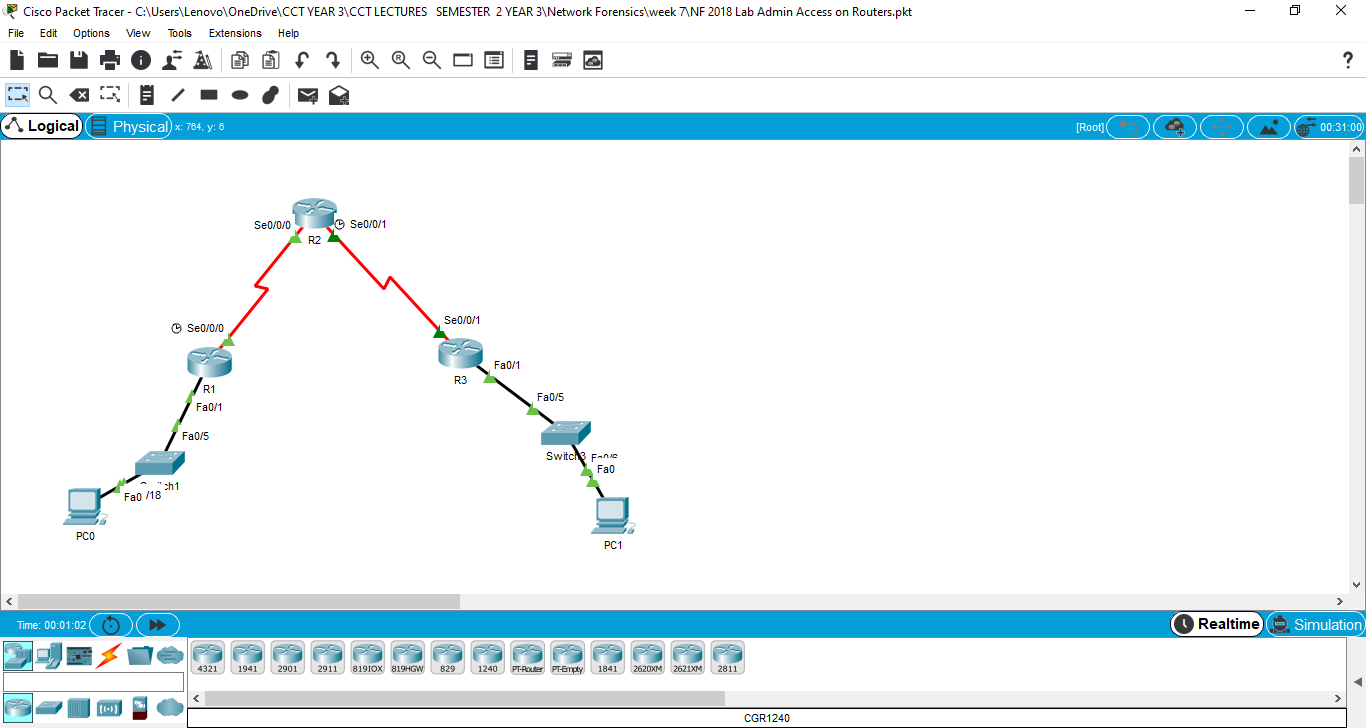 Cisco Packet Tracer - C:\Users\Lenovo\OneDrive\CCT YEAR 3\CCT LECTURES SEMESTER 2 YEAR 3\Network Forensics\week 7\NF 2018 Lab Admin Access on Routers.pkt
File Edit Options View Tools Extensions Help
Logical Physical x: 764, y: 6 [Root] 00:31:00
Se0/0/0 Se0/0/1
R2
Se0/0/0 Se0/0/1
R1 R3
Fa0/1 Fa0/1
Fa0/5 Fa0/5
Switch3
Fa0
Fa0 /18
PC0 PC1
Time: 00:01:02 Realtime Simulation
4321 1941 2901 2911 819IOX 819HGW 829 1240 PT-Router PT-Empty 1841 2620XM 2621XM 2811
CGR1240